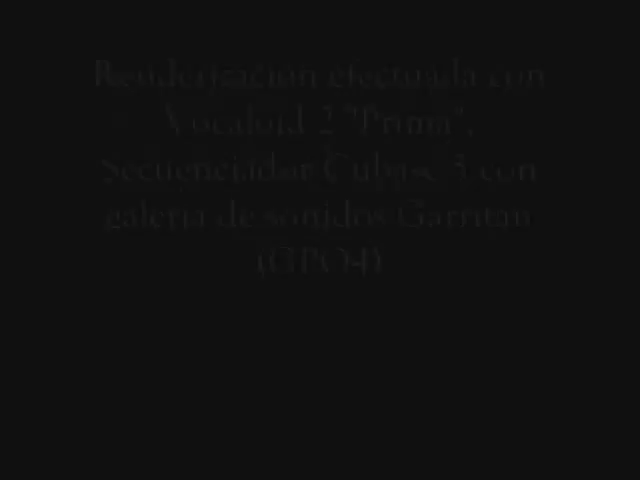 Renderización efectuada con
Vocaloid 2 "Prima".
Secuenciador Cubase 5 con
galería de sonidos Garritan
(GPO4)